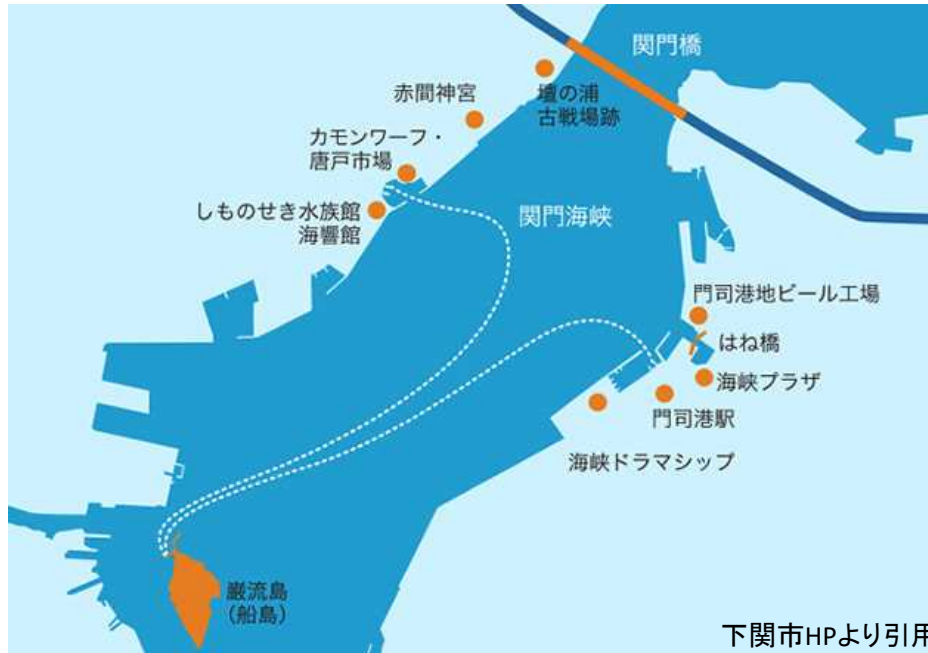 関門橋
壇の浦
古戦場跡
赤間神宮
カモンワーフ・
唐戸市場
しものせき水族館
海響館
関門海峡
門司港地ビール工場
はね橋
海峡プラザ
門司港駅
海峡ドラマシップ
巌流島
(船島)
下関市HPより引用